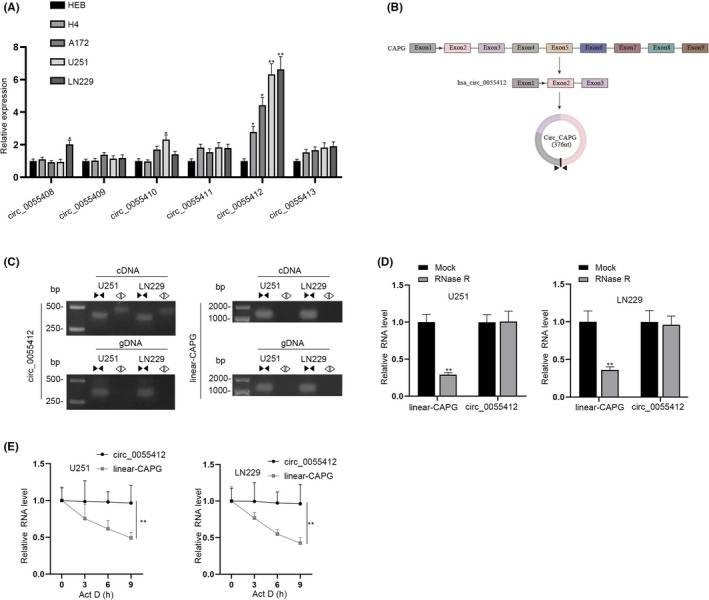 (A)
HEB
H4
A172
U251
LN229
Relative expression
8
6
4
2
0
*
*
*
*
**
**
circ_0055408
circ_0055409
circ_0055410
circ_0055411
circ_0055412
circ_0055413
(B)
CAPG
Exon1
Exon2
Exon3
Exon4
Exon5
Exon6
Exon7
Exon8
Exon9
hsa_circ_0055412
Exon1
Exon2
Exon3
Circ_CAPG
(376nt)
(C)
cDNA
bp
U251
LN229
500-
250-
circ_0055412
gDNA
bp
U251
LN229
500-
250-
cDNA
bp
U251
LN229
2000-
1000-
linear-CAPG
gDNA
bp
U251
LN229
2000-
1000-
(D)
Mock
RNase R
U251
Relative RNA level
1.5
1.0
0.5
0.0
**
linear-CAPG
circ_0055412
Mock
RNase R
LN229
Relative RNA level
1.5
1.0
0.5
0.0
**
linear-CAPG
circ_0055412
(E)
circ_0055412
linear-CAPG
U251
Relative RNA level
1.5
1.0
0.5
0.0
**
0
3
6
9
Act D (h)
circ_0055412
linear-CAPG
LN229
Relative RNA level
1.5
1.0
0.5
0.0
**
0
3
6
9
Act D (h)